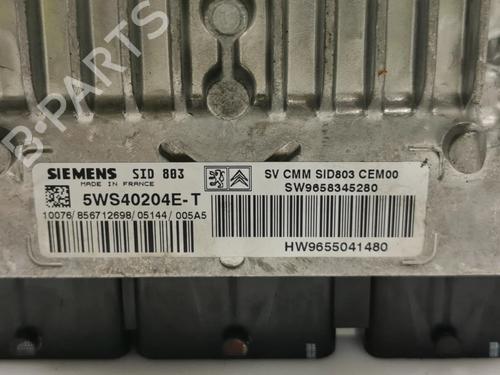 B-PARTS
SIEMENS SID 803
MADE IN FRANCE
5WS40204E-T
10076/856712698/05144/005A5
SV CMM SID803 CEM00
SW9658345280
HW9655041480